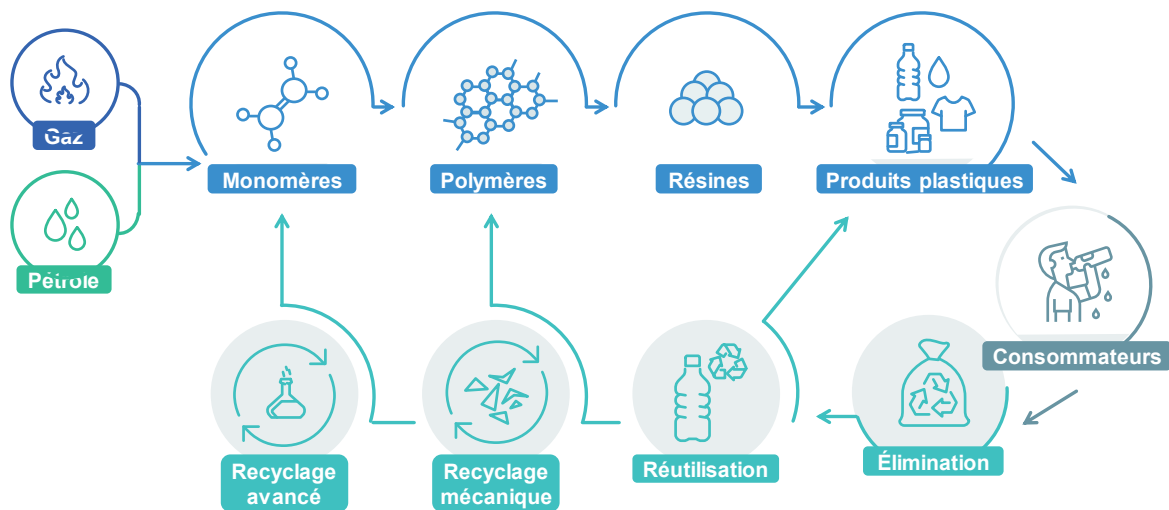 Gaz
Monomères
Polymères
Résines
Produits plastiques
Pétrole
Consommateurs
Recyclage
avancé
Recyclage
mécanique
Réutilisation
Élimination